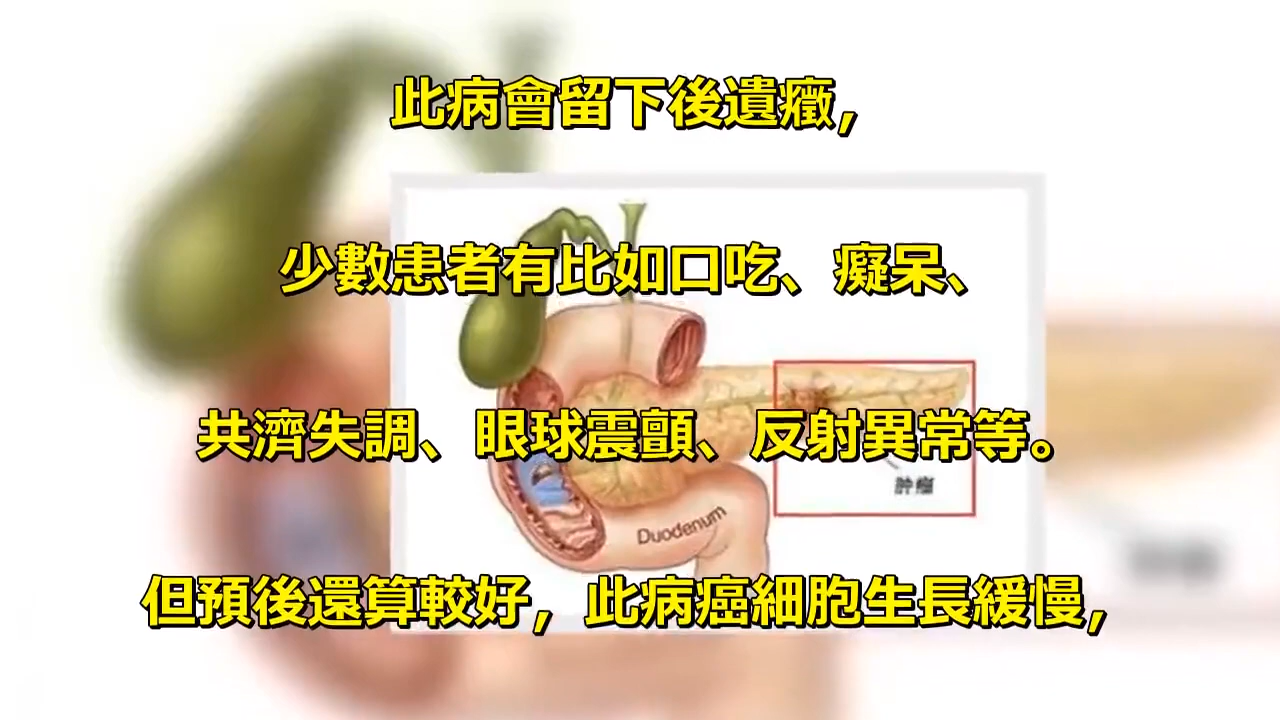 此病會留下後遺癥，
少數患者有比如口吃、癡呆、
共濟失調、眼球震顫、反射異常等。
肿瘤
Duodenum
但預後還算較好，此病癌細胞生長緩慢，